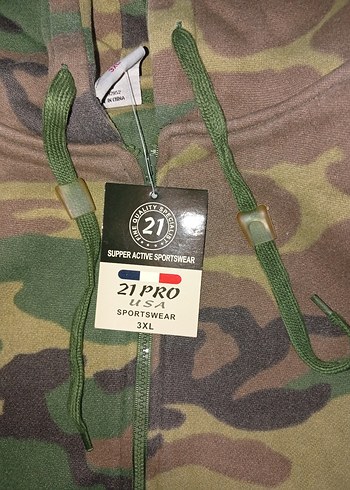 IN CHINA
FINE QUALITY SPECIALIST
21
SUPPER ACTIVE SPORTSWEAR
21 PRO
USA
SPORTSWEAR
3XL